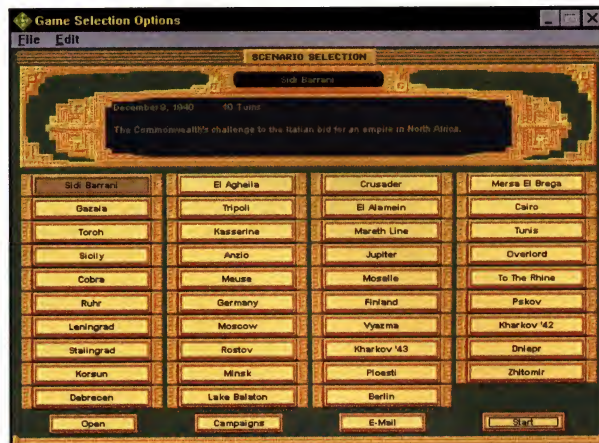 Game Selection Options
File Edit
SCENARIO SELECTION
Sidi Barrani
December 9, 1940 10 Turns
The Commonwealth's challenge to the Italian bid for an empire in North Africa.
Sidi Barrani El Agheila Crusader Mersa El Brega
Gazala Tripoli El Alamein Cairo
Torch Kasserine Mareth Line Tunis
Sicily Anzio Jupiter Overlord
Cobra Meuse Moselle To The Rhine
Ruhr Germany Finland Pskov
Leningrad Moscow Vyazma Kharkov '42
Stalingrad Rostov Kharkov '43 Dniepr
Korsun Minsk Ploesti Zhitomir
Debrecen Lake Balaton Berlin
Open Campaigns E-Mail Start